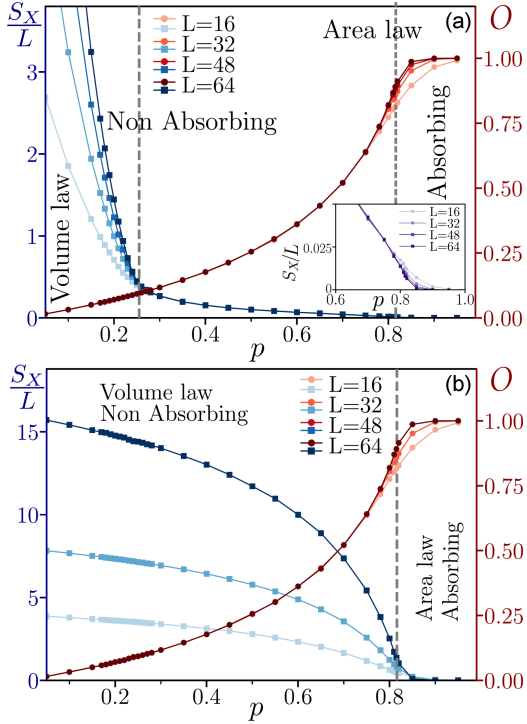 S_X/L
O
(a)
L=16
L=32
L=48
L=64
Area law
Non Absorbing
Volume law
Absorbing
3
2
1
0
1.00
0.75
0.50
0.25
0.00
0.2
0.4
0.6
0.8
p
S_X/L
0.025
0
0.6
0.8
1.0
p
L=16
L=32
L=48
L=64
S_X/L
O
(b)
Volume law
Non Absorbing
L=16
L=32
L=48
L=64
Area law
Absorbing
15
10
5
0
1.00
0.75
0.50
0.25
0.00
0.2
0.4
0.6
0.8
p